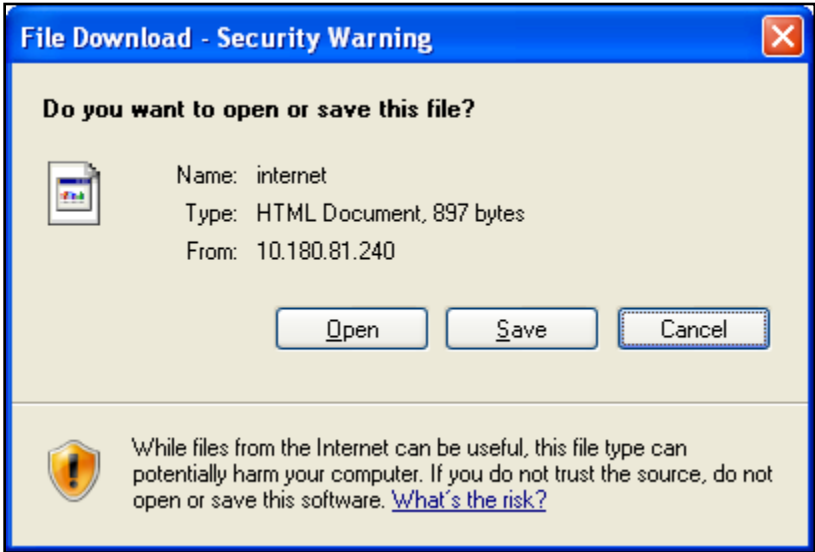 File Download - Security Warning
Do you want to open or save this file?
Name: internet
Type: HTML Document, 897 bytes
From: 10.180.81.240
Open Save Cancel
While files from the Internet can be useful, this file type can
potentially harm your computer. If you do not trust the source, do not
open or save this software. What's the risk?